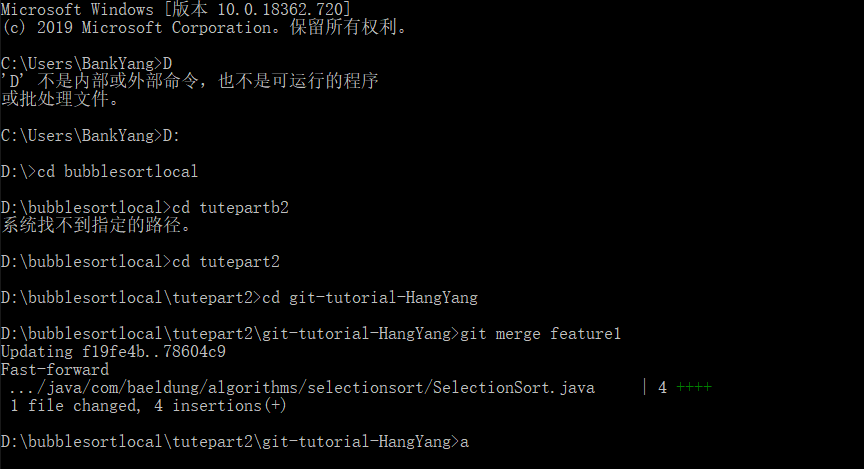 Microsoft Windows [版本 10.0.18362.720]
(c) 2019 Microsoft Corporation。保留所有权利。
C:\Users\BankYang>D
'D' 不是内部或外部命令，也不是可运行的程序
或批处理文件。
C:\Users\BankYang>D:
D:\>cd bubblesortlocal
D:\bubblesortlocal>cd tutepartb2
系统找不到指定的路径。
D:\bubblesortlocal>cd tutepart2
D:\bubblesortlocal\tutepart2>cd git-tutorial-HangYang
D:\bubblesortlocal\tutepart2\git-tutorial-HangYang>git merge feature1
Updating f19fe4b..78604c9
Fast-forward
.../java/com/baeldung/algorithms/selectionsort/SelectionSort.java | 4 ++++
1 file changed, 4 insertions(+)
D:\bubblesortlocal\tutepart2\git-tutorial-HangYang>a